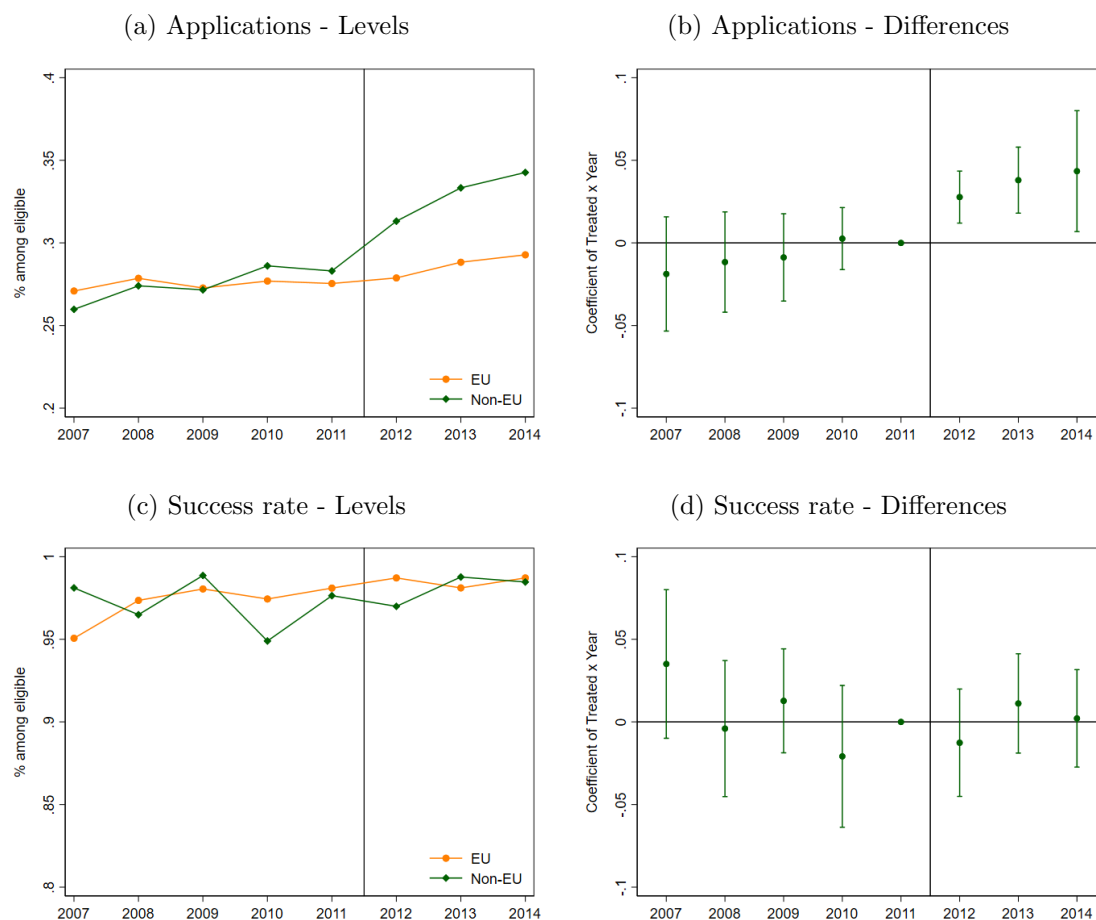 (a) Applications - Levels
(b) Applications - Differences
% among eligible
.4
.35
.3
.25
.2
EU
Non-EU
2007 2008 2009 2010 2011 2012 2013 2014
Coefficient of Treated x Year
.1
.05
0
-.05
-.1
2007 2008 2009 2010 2011 2012 2013 2014
(c) Success rate - Levels
(d) Success rate - Differences
% among eligible
1
.95
.9
.85
.8
EU
Non-EU
2007 2008 2009 2010 2011 2012 2013 2014
Coefficient of Treated x Year
.1
.05
0
-.05
-.1
2007 2008 2009 2010 2011 2012 2013 2014